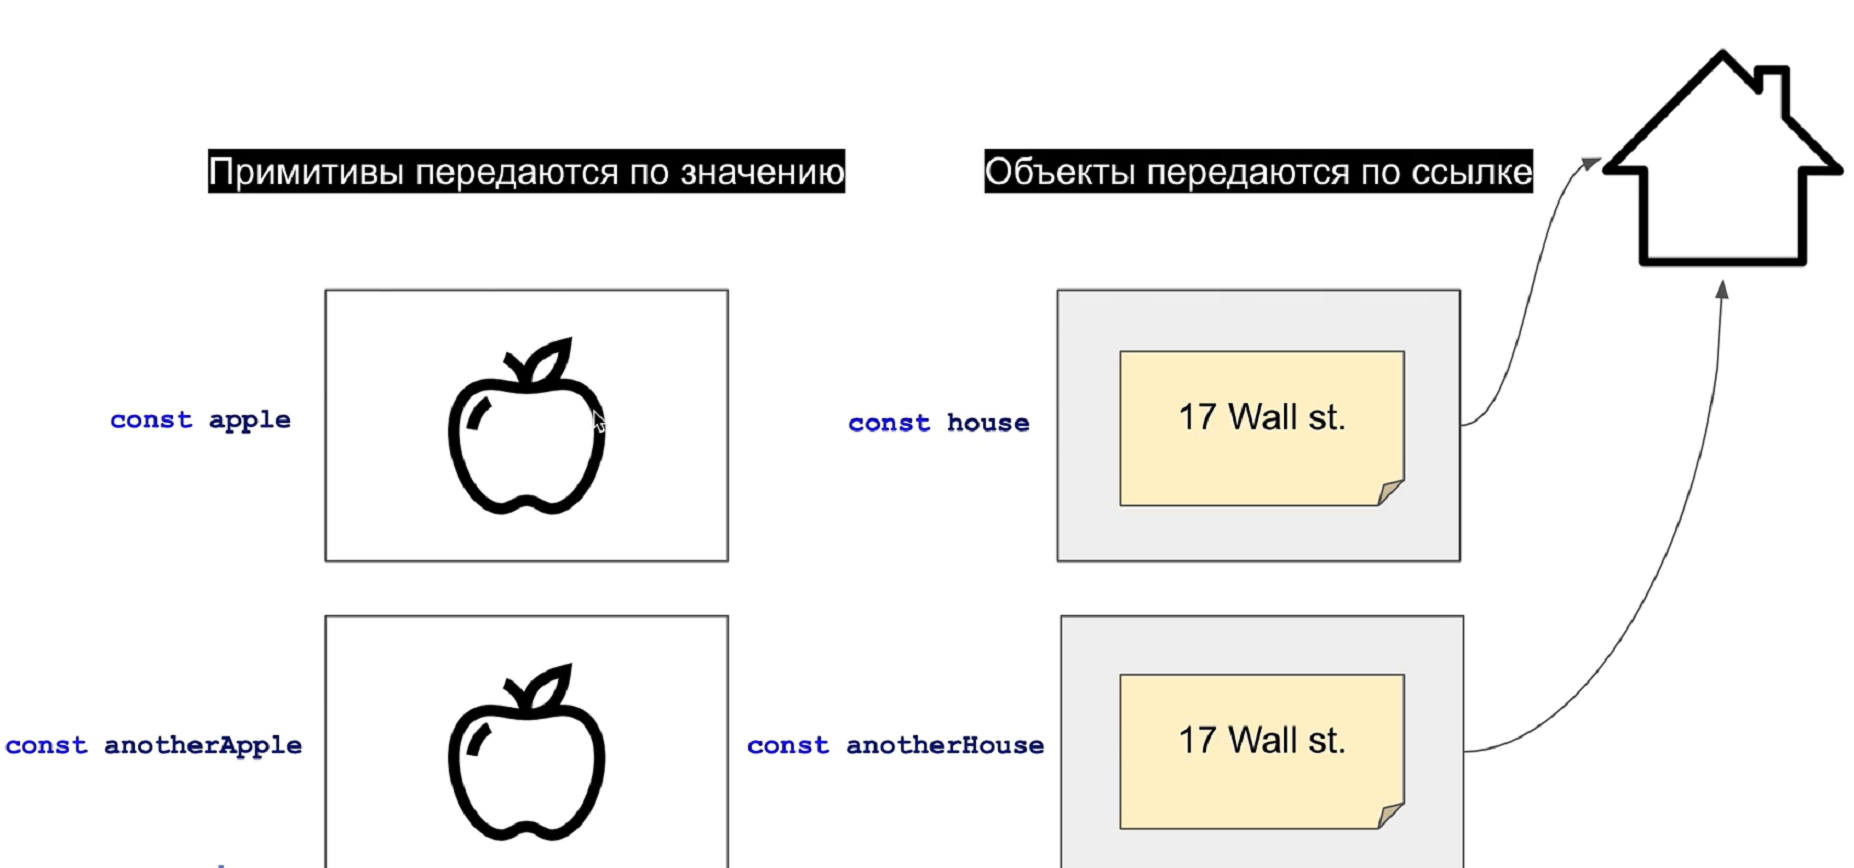 Примитивы передаются по значению
Объекты передаются по ссылке
const apple
const house
17 Wall st.
const anotherApple
const anotherHouse
17 Wall st.